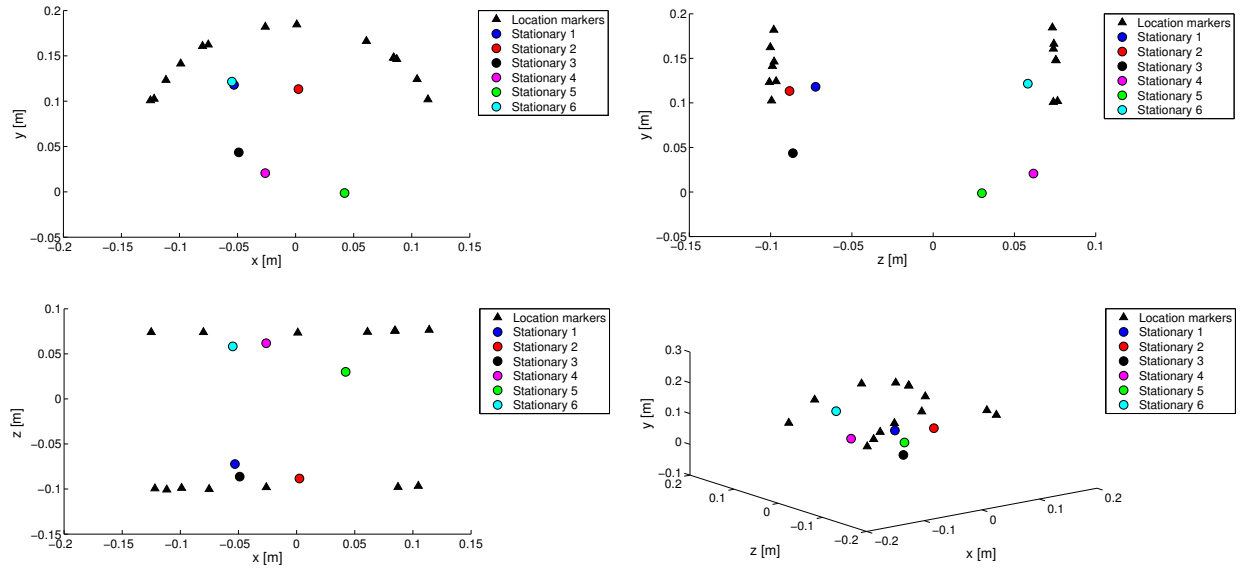 0.2
0.15
0.1
0.05
0
−0.05
y [m]
−0.2
−0.15
−0.1
−0.05
0
0.05
0.1
0.15
x [m]
Location markers
Stationary 1
Stationary 2
Stationary 3
Stationary 4
Stationary 5
Stationary 6
0.2
0.15
0.1
0.05
0
−0.05
y [m]
−0.15
−0.1
−0.05
0
0.05
0.1
z [m]
Location markers
Stationary 1
Stationary 2
Stationary 3
Stationary 4
Stationary 5
Stationary 6
0.1
0.05
0
−0.05
−0.1
−0.15
z [m]
−0.2
−0.15
−0.1
−0.05
0
0.05
0.1
0.15
x [m]
Location markers
Stationary 1
Stationary 2
Stationary 3
Stationary 4
Stationary 5
Stationary 6
0.3
0.2
0.1
0
−0.1
y [m]
0.2
0.1
0
−0.1
−0.2
z [m]
−0.2
−0.1
0
0.1
0.2
x [m]
Location markers
Stationary 1
Stationary 2
Stationary 3
Stationary 4
Stationary 5
Stationary 6